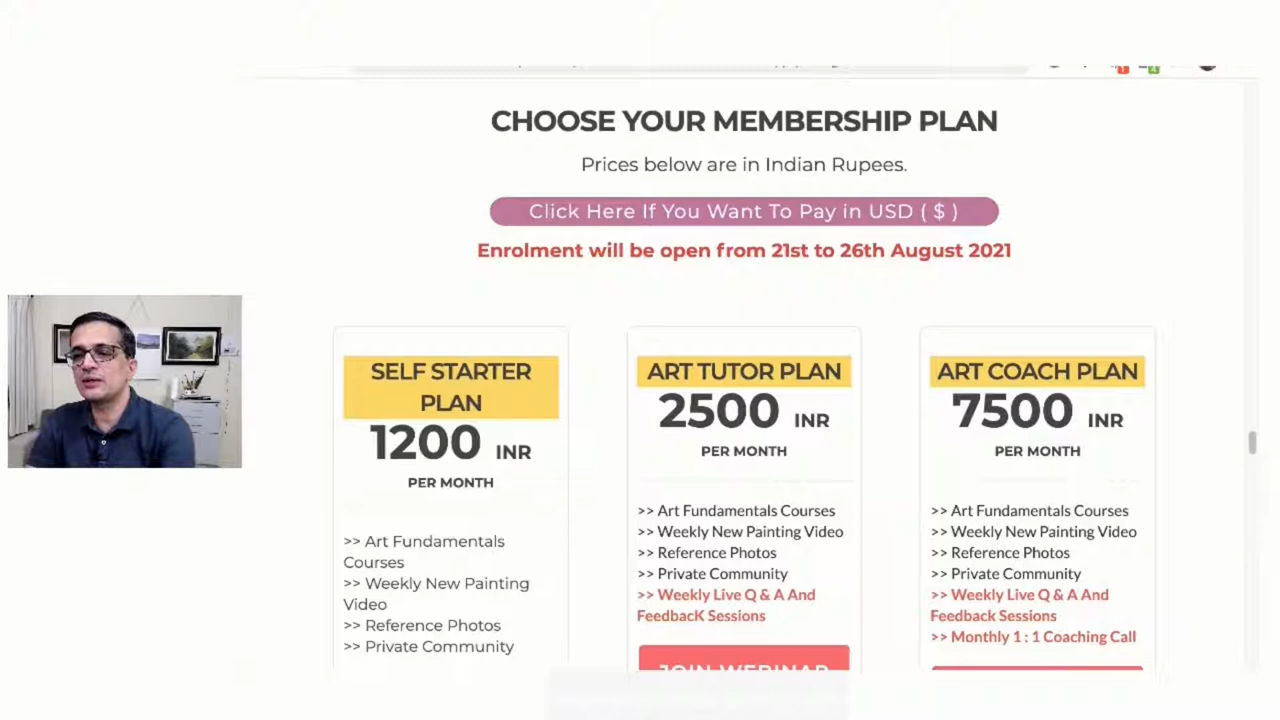 CHOOSE YOUR MEMBERSHIP PLAN
Prices below are in Indian Rupees.
Click Here If You Want To Pay in USD ( $ )
Enrolment will be open from 21st to 26th August 2021
SELF STARTER
PLAN
1200 INR
PER MONTH
>> Art Fundamentals
Courses
>> Weekly New Painting
Video
>> Reference Photos
>> Private Community
ART TUTOR PLAN
2500 INR
PER MONTH
>> Art Fundamentals Courses
>> Weekly New Painting Video
>> Reference Photos
>> Private Community
>> Weekly Live Q & A And
FeedbacK Sessions
JOIN WEBINAR
ART COACH PLAN
7500 INR
PER MONTH
>> Art Fundamentals Courses
>> Weekly New Painting Video
>> Reference Photos
>> Private Community
>> Weekly Live Q & A And
Feedback Sessions
>> Monthly 1 : 1 Coaching Call